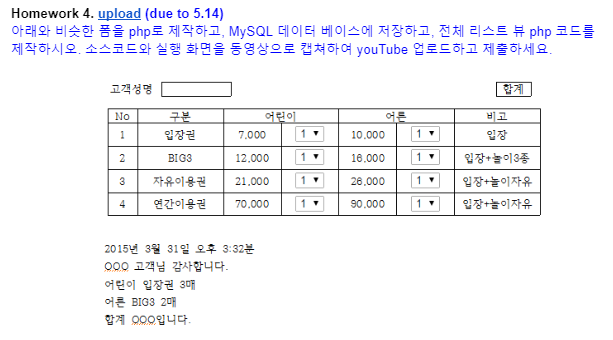 Homework 4. upload (due to 5.14)
아래와 비슷한 폼을 php로 제작하고, MySQL 데이터 베이스에 저장하고, 전체 리스트 뷰 php 코드를
제작하시오. 소스코드와 실행 화면을 동영상으로 캡쳐하여 youTube 업로드하고 제출하세요.
고객성명 합계
No 구분 어린이 어른 비고
1 입장권 7,000 1 10,000 1 입장
2 BIG3 12,000 1 16,000 1 입장+놀이3종
3 자유이용권 21,000 1 26,000 1 입장+놀이자유
4 연간이용권 70,000 1 90,000 1 입장+놀이자유
2015년 3월 31일 오후 3:32분
OOO 고객님 감사합니다.
어린이 입장권 3매
어른 BIG3 2매
합계 OOO입니다.